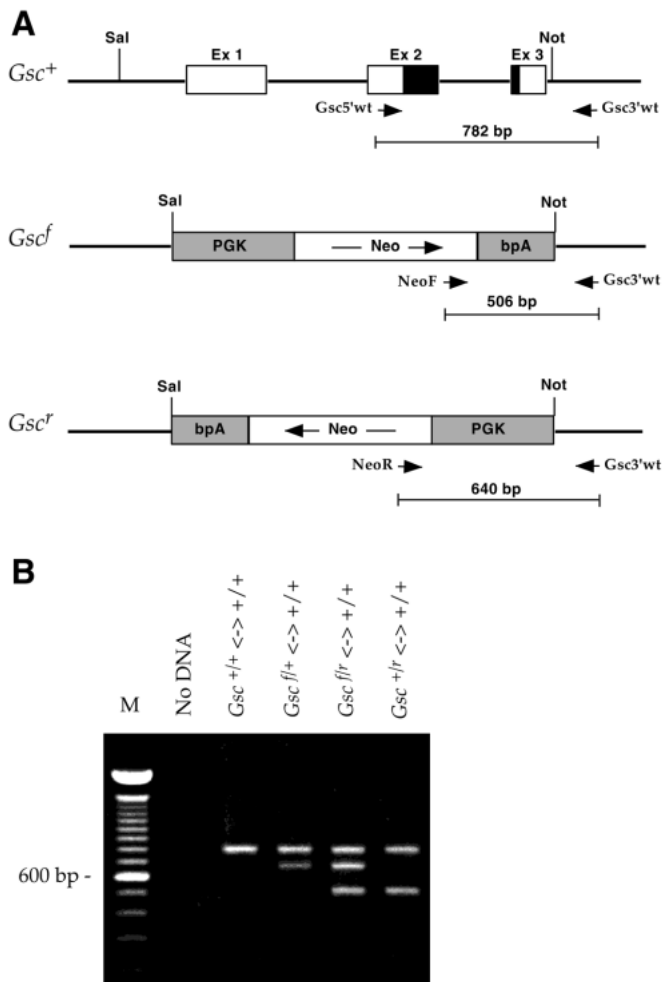 A
Gsc+
Sal
Ex 1
Ex 2
Ex 3
Not
Gsc5'wt
Gsc3'wt
782 bp
Gscf
Sal
Not
PGK
Neo
bpA
NeoF
Gsc3'wt
506 bp
Gscr
Sal
Not
bpA
Neo
PGK
NeoR
Gsc3'wt
640 bp
B
M
No DNA
Gsc +/+ <-> +/+
Gsc f/+ <-> +/+
Gsc f/r <-> +/+
Gsc +/r <-> +/+
600 bp -